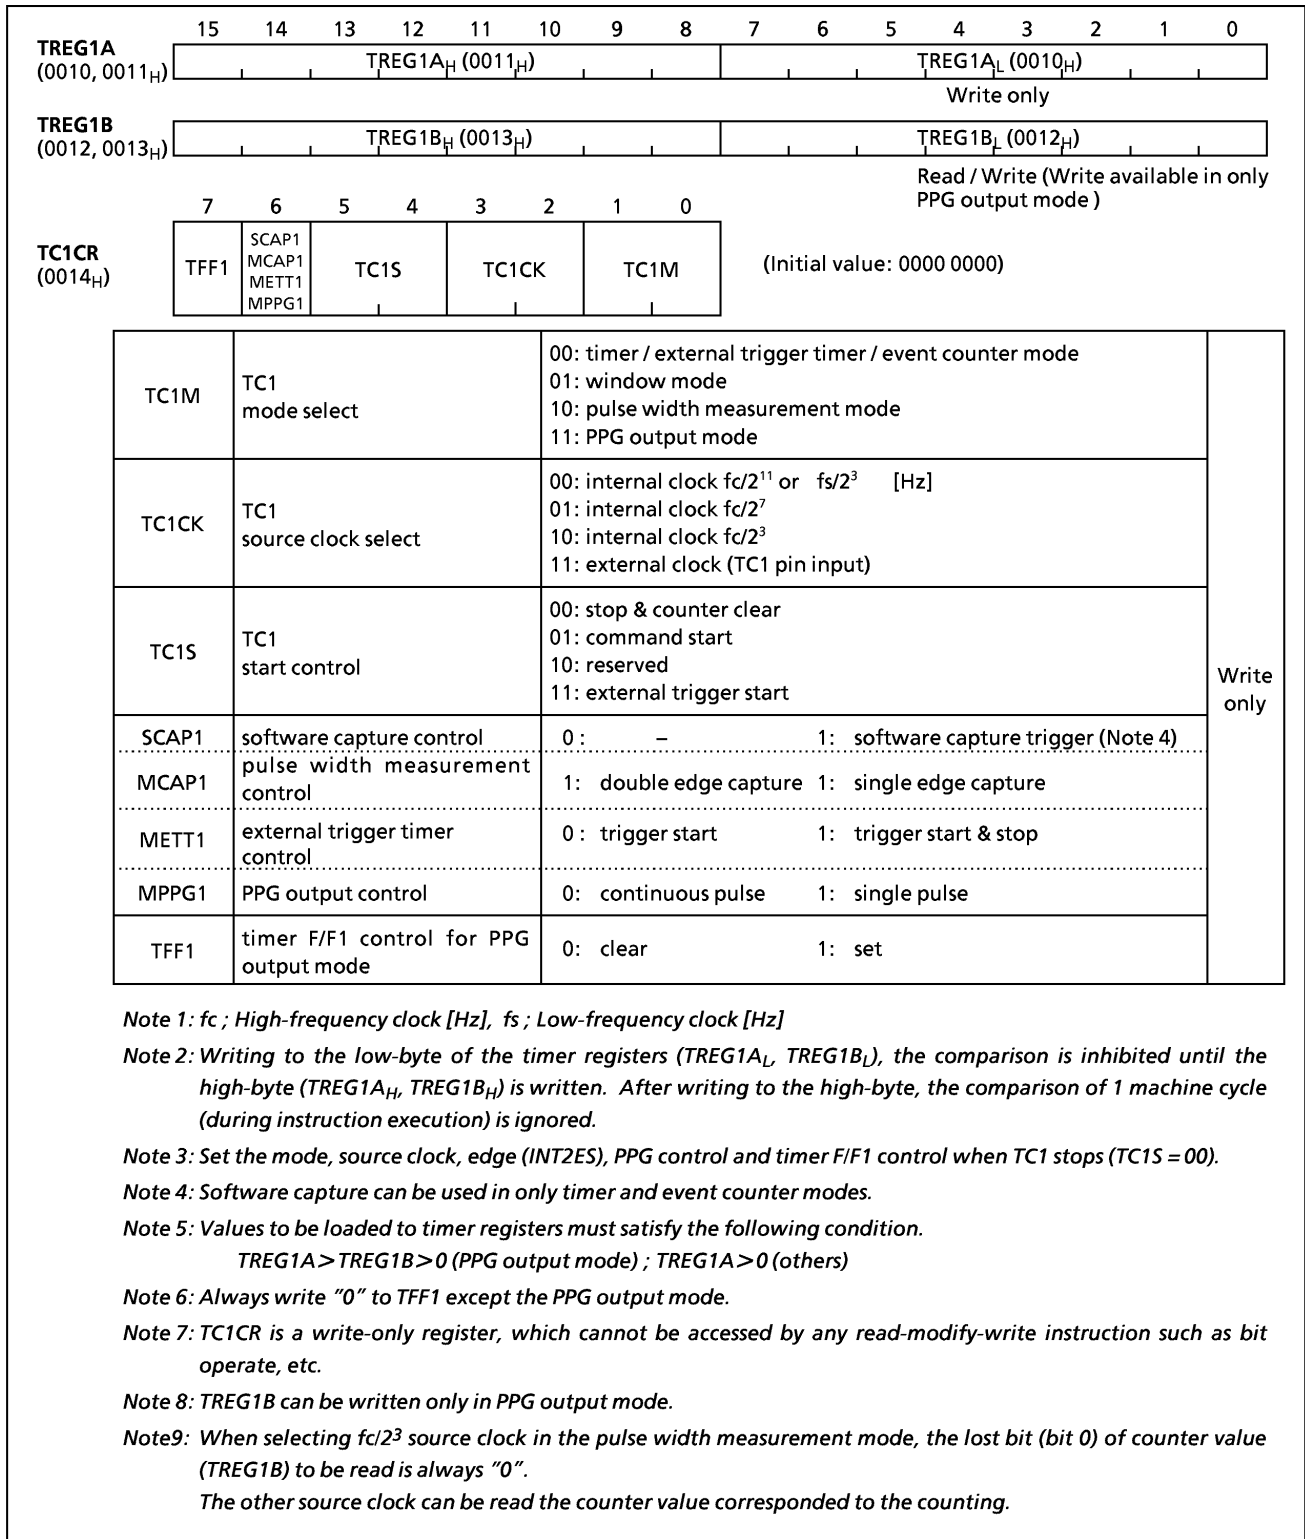 15 14 13 12 11 10 9 8 7 6 5 4 3 2 1 0
TREG1A
(0010, 0011H)
TREG1AH (0011H) TREG1AL (0010H)
Write only
TREG1B
(0012, 0013H)
TREG1BH (0013H) TREG1BL (0012H)
Read / Write (Write available in only
PPG output mode )
7 6 5 4 3 2 1 0
TC1CR
(0014H)
TFF1
SCAP1
MCAP1
METT1
MPPG1
TC1S TC1CK TC1M (Initial value: 0000 0000)
TC1M
TC1
mode select
00: timer / external trigger timer / event counter mode
01: window mode
10: pulse width measurement mode
11: PPG output mode
TC1CK
TC1
source clock select
00: internal clock fc/2¹¹ or fs/2³ [Hz]
01: internal clock fc/2⁷
10: internal clock fc/2³
11: external clock (TC1 pin input)
TC1S
TC1
start control
00: stop & counter clear
01: command start
10: reserved
11: external trigger start
Write
only
SCAP1 software capture control 0 : – 1: software capture trigger (Note 4)
MCAP1
pulse width measurement
control
1: double edge capture 1: single edge capture
METT1
external trigger timer
control
0 : trigger start 1: trigger start & stop
MPPG1 PPG output control 0: continuous pulse 1: single pulse
TFF1
timer F/F1 control for PPG
output mode
0: clear 1: set
Note 1: fc ; High-frequency clock [Hz], fs ; Low-frequency clock [Hz]
Note 2: Writing to the low-byte of the timer registers (TREG1AL, TREG1BL), the comparison is inhibited until the
high-byte (TREG1AH, TREG1BH) is written. After writing to the high-byte, the comparison of 1 machine cycle
(during instruction execution) is ignored.
Note 3: Set the mode, source clock, edge (INT2ES), PPG control and timer F/F1 control when TC1 stops (TC1S = 00).
Note 4: Software capture can be used in only timer and event counter modes.
Note 5: Values to be loaded to timer registers must satisfy the following condition.
TREG1A > TREG1B > 0 (PPG output mode) ; TREG1A > 0 (others)
Note 6: Always write "0" to TFF1 except the PPG output mode.
Note 7: TC1CR is a write-only register, which cannot be accessed by any read-modify-write instruction such as bit
operate, etc.
Note 8: TREG1B can be written only in PPG output mode.
Note9: When selecting fc/2³ source clock in the pulse width measurement mode, the lost bit (bit 0) of counter value
(TREG1B) to be read is always "0".
The other source clock can be read the counter value corresponded to the counting.